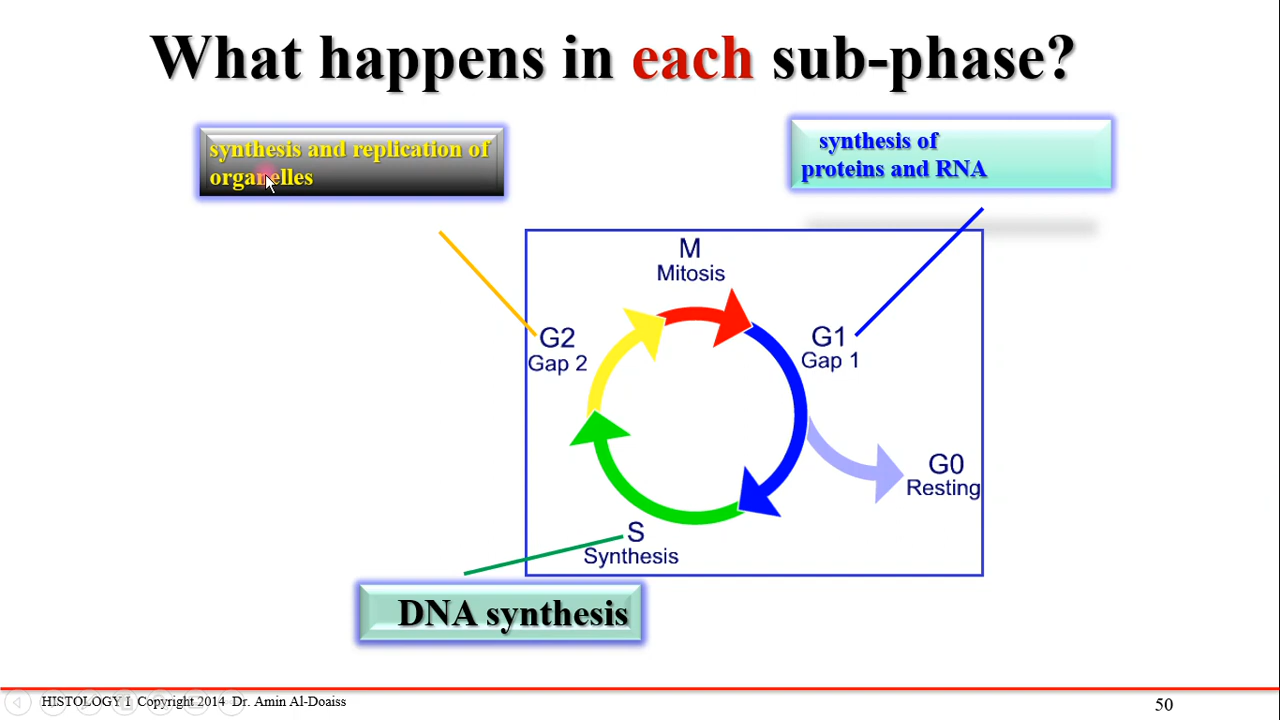 What happens in each sub-phase?
synthesis and replication of
organelles
synthesis of
proteins and RNA
M
Mitosis
G2
Gap 2
G1
Gap 1
G0
Resting
S
Synthesis
DNA synthesis
HISTOLOGY I Copyright 2014 Dr. Amin Al-Doaiss
50